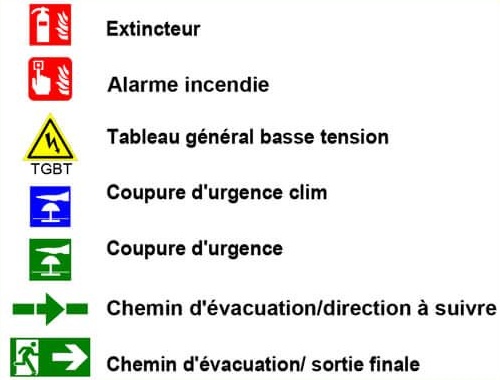 Extincteur
Alarme incendie
Tableau général basse tension
TGBT
Coupure d'urgence clim
Coupure d'urgence
Chemin d'évacuation/direction à suivre
Chemin d'évacuation/ sortie finale